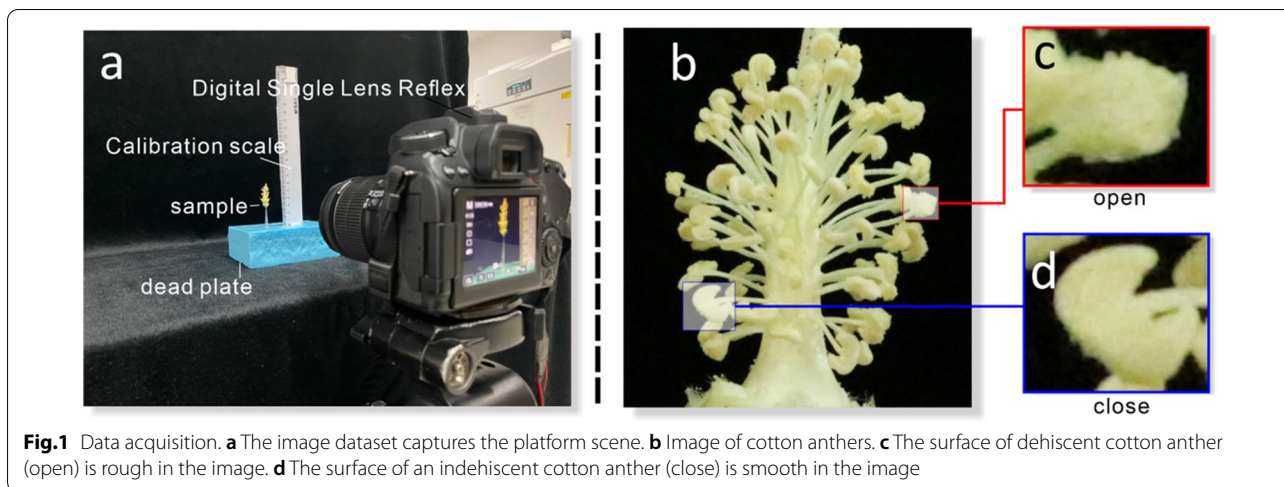 a
Digital Single Lens Reflex
Calibration scale
sample
dead plate
b
c
open
d
close
Fig.1 Data acquisition. a The image dataset captures the platform scene. b Image of cotton anthers. c The surface of dehiscent cotton anther
(open) is rough in the image. d The surface of an indehiscent cotton anther (close) is smooth in the image